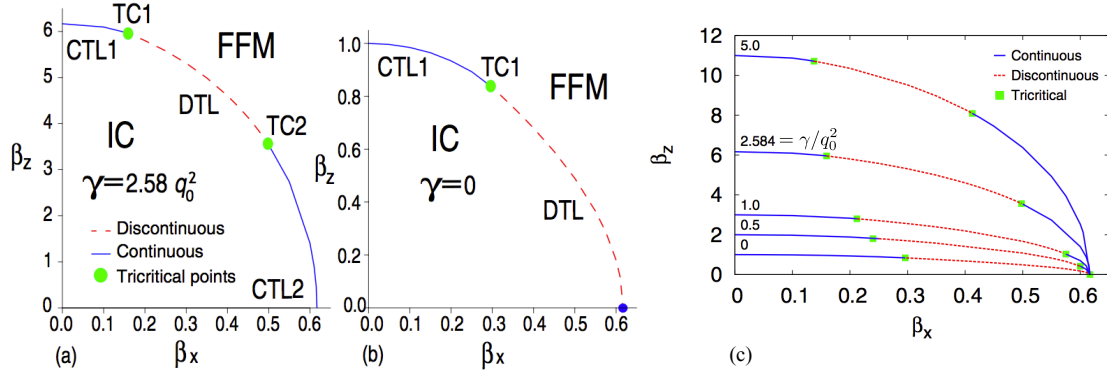 TC1
6
CTL1
FFM
5
DTL
4
TC2
IC
βz
3
γ=2.58 q₀²
2
Discontinuous
Continuous
1
Tricritical points
CTL2
0
0.0 0.1 0.2 0.3 0.4 0.5 0.6
(a) βx
1.0
CTL1
TC1
FFM
0.8
IC
0.6
βz
γ=0
0.4
DTL
0.2
0.0
0.0 0.1 0.2 0.3 0.4 0.5 0.6
(b) βx
12
5.0
Continuous
10
Discontinuous
Tricritical
8
2.584 = γ/q₀²
6
βz
4
1.0
0.5
2
0
0
0 0.1 0.2 0.3 0.4 0.5 0.6
(c) βx